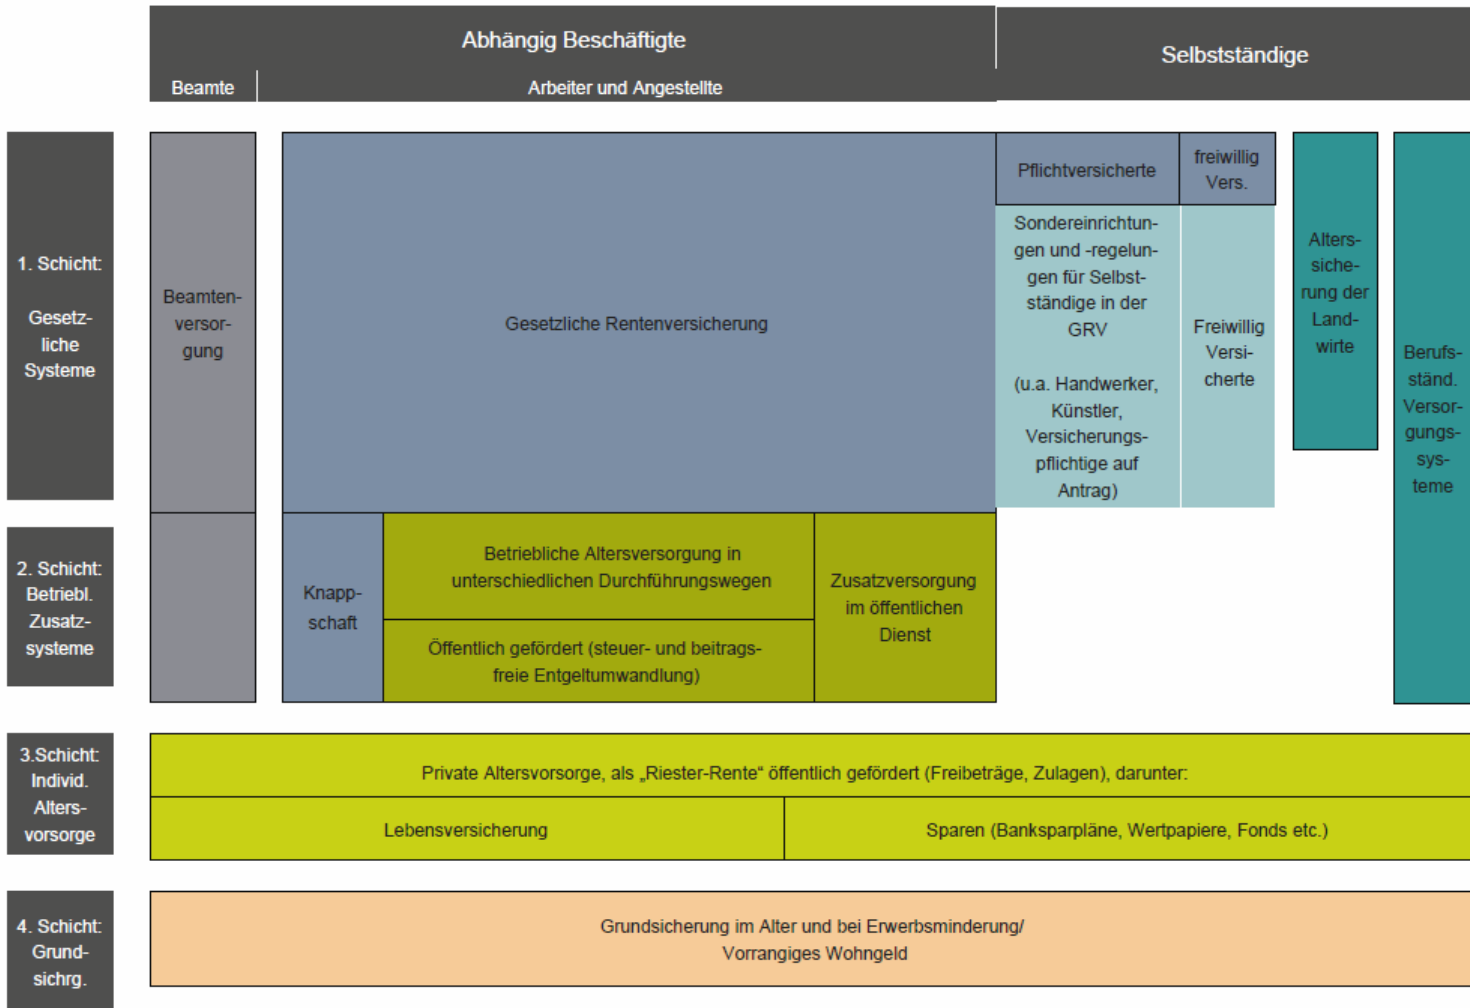 Abhängig Beschäftigte
Selbstständige
Beamte
Arbeiter und Angestellte
1. Schicht:
Gesetz-
liche
Systeme
Beamten-
versor-
gung
Gesetzliche Rentenversicherung
Pflichtversicherte
freiwillig
Vers.
Sondereinrichtun-
gen und -regelun-
gen für Selbst-
ständige in der
GRV
(u.a. Handwerker,
Künstler,
Versicherungs-
pflichtige auf
Antrag)
Freiwillig
Versi-
cherte
Alters-
siche-
rung der
Land-
wirte
Berufs-
ständ.
Versor-
gungs-
sys-
teme
2. Schicht:
Betriebl.
Zusatz-
systeme
Knapp-
schaft
Betriebliche Altersversorgung in
unterschiedlichen Durchführungswegen
Öffentlich gefördert (steuer- und beitrags-
freie Entgeltumwandlung)
Zusatzversorgung
im öffentlichen
Dienst
3.Schicht:
Individ.
Alters-
vorsorge
Private Altersvorsorge, als „Riester-Rente“ öffentlich gefördert (Freibeträge, Zulagen), darunter:
Lebensversicherung
Sparen (Banksparpläne, Wertpapiere, Fonds etc.)
4. Schicht:
Grund-
sichrg.
Grundsicherung im Alter und bei Erwerbsminderung/
Vorrangiges Wohngeld